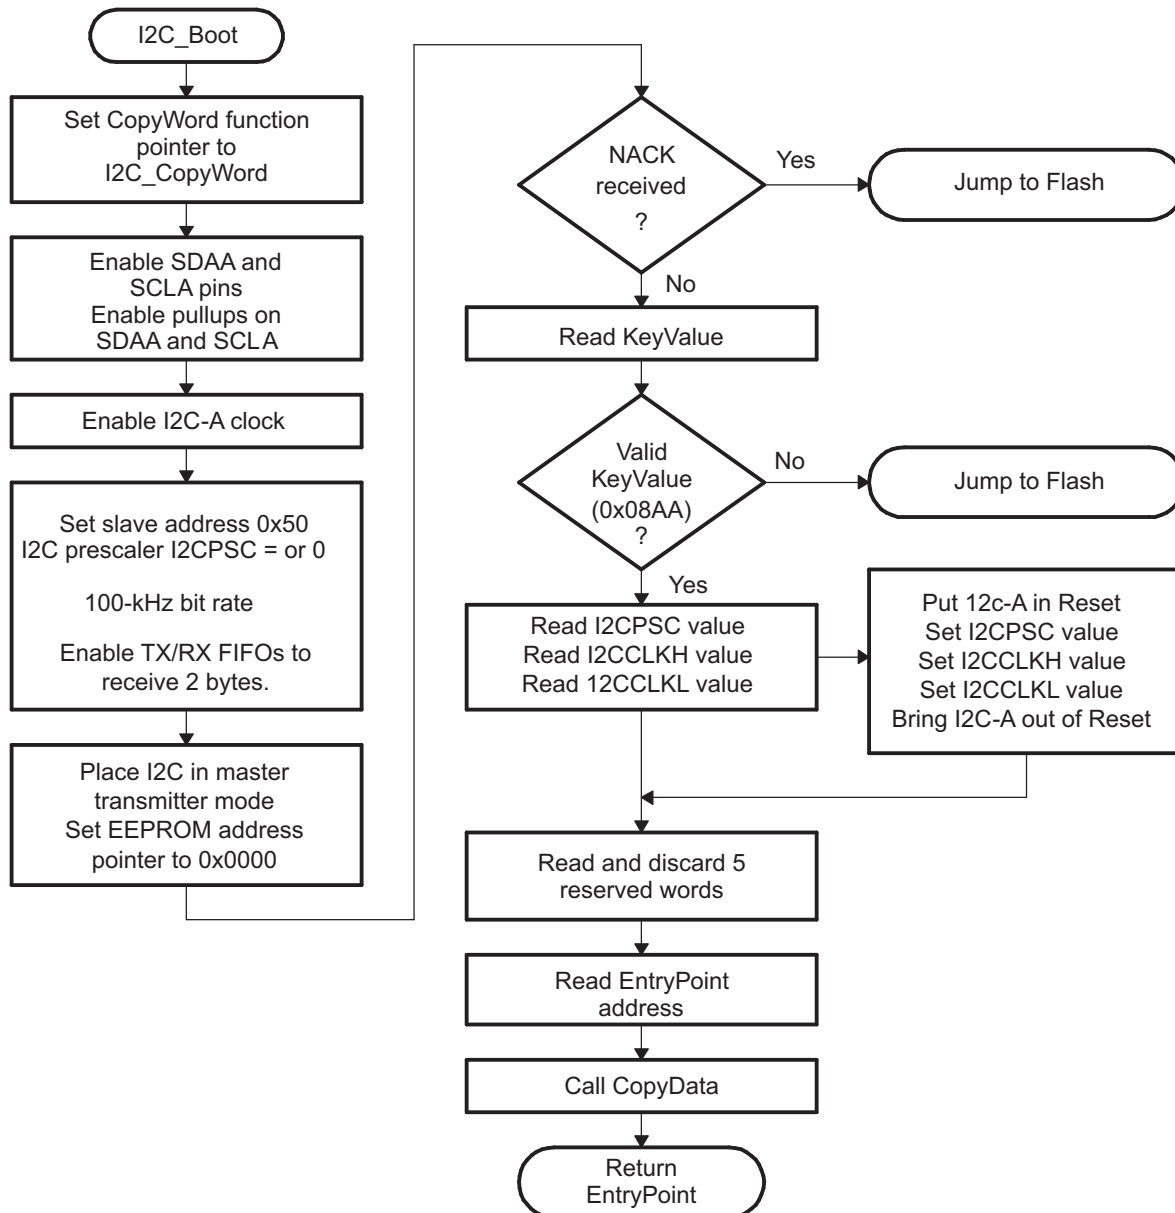 I2C_Boot
Set CopyWord function
pointer to
I2C_CopyWord
Enable SDAA and
SCLA pins
Enable pullups on
SDAA and SCLA
Enable I2C-A clock
Set slave address 0x50
I2C prescaler I2CPSC = or 0
100-kHz bit rate
Enable TX/RX FIFOs to
receive 2 bytes.
Place I2C in master
transmitter mode
Set EEPROM address
pointer to 0x0000
NACK
received
?
Yes
Jump to Flash
No
Read KeyValue
Valid
KeyValue
(0x08AA)
?
No
Jump to Flash
Yes
Read I2CPSC value
Read I2CCLKH value
Read 12CCLKL value
Put 12c-A in Reset
Set I2CPSC value
Set I2CCLKH value
Set I2CCLKL value
Bring I2C-A out of Reset
Read and discard 5
reserved words
Read EntryPoint
address
Call CopyData
Return
EntryPoint